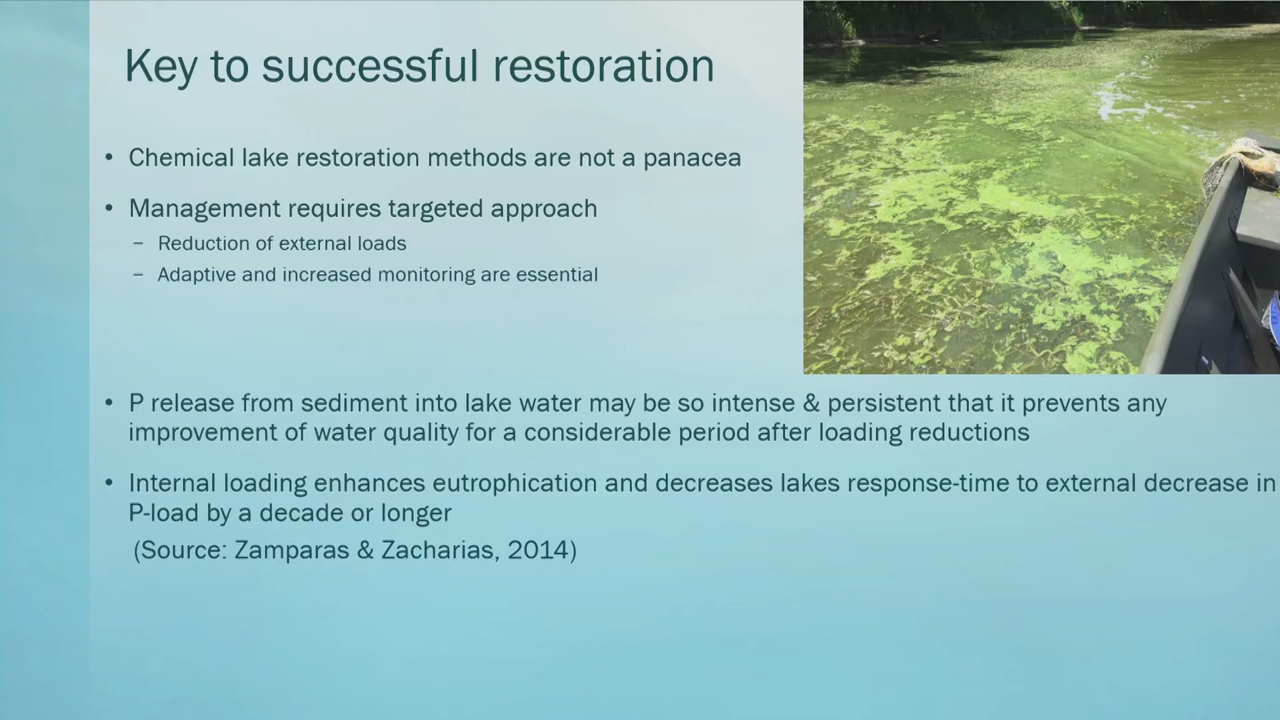 Key to successful restoration
• Chemical lake restoration methods are not a panacea
• Management requires targeted approach
– Reduction of external loads
– Adaptive and increased monitoring are essential
• P release from sediment into lake water may be so intense & persistent that it prevents any
improvement of water quality for a considerable period after loading reductions
• Internal loading enhances eutrophication and decreases lakes response-time to external decrease in
P-load by a decade or longer
(Source: Zamparas & Zacharias, 2014)